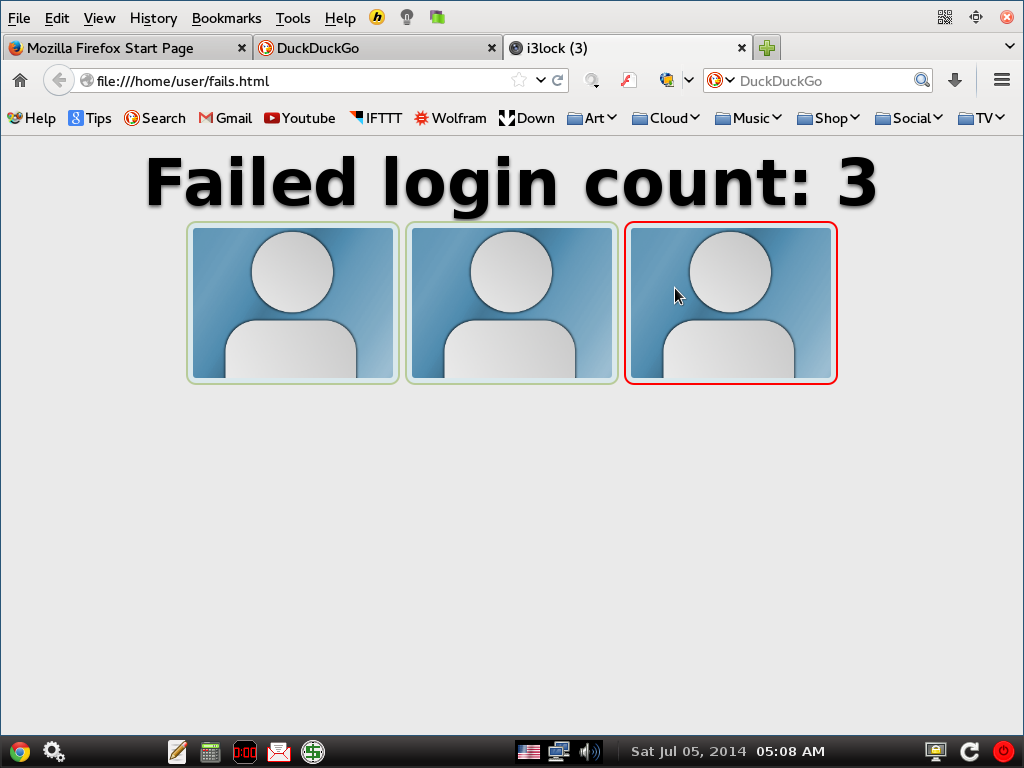 File Edit View History Bookmarks Tools Help
Mozilla Firefox Start Page DuckDuckGo i3lock (3)
file:///home/user/fails.html DuckDuckGo
Help Tips Search Gmail Youtube IFTTT Wolfram Down Art Cloud Music Shop Social TV
Failed login count: 3
0:00 Sat Jul 05, 2014 05:08 AM